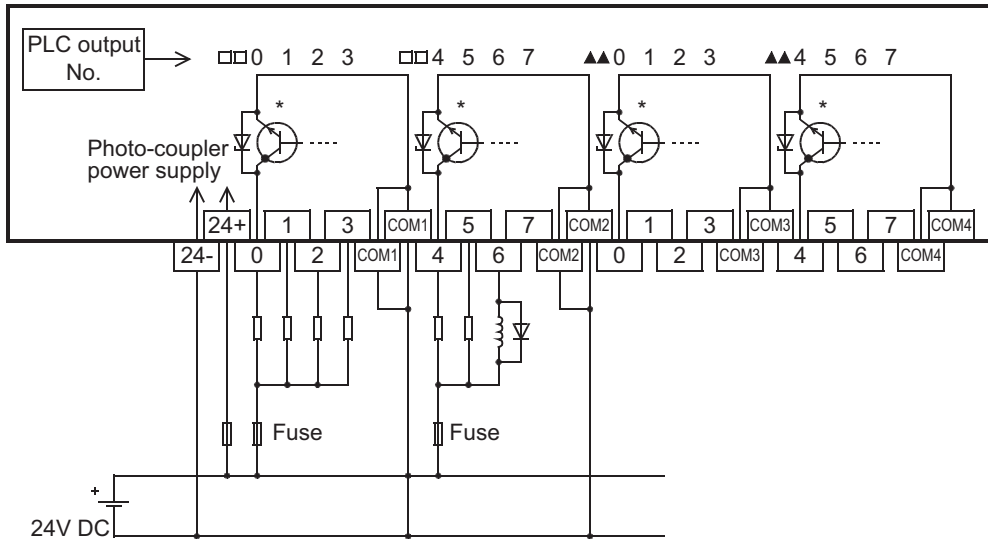 PLC output
No.
□□0 1 2 3 □□4 5 6 7 ▲▲0 1 2 3 ▲▲4 5 6 7
* * * *
Photo-coupler
power supply
24+ 1 3 COM1 5 7 COM2 1 3 COM3 5 7 COM4
24- 0 2 COM1 4 6 COM2 0 2 COM3 4 6 COM4
Fuse Fuse
+
24V DC